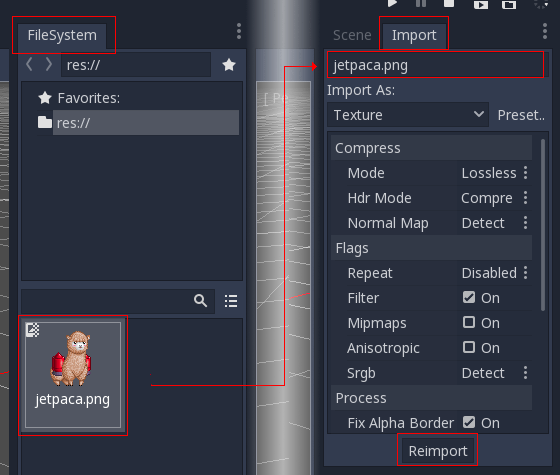 FileSystem
res://
Favorites:
res://
jetpaca.png
Scene Import
jetpaca.png
Import As:
Texture Preset..
Compress
Mode Lossless
Hdr Mode Compre
Normal Map Detect
Flags
Repeat Disabled
Filter On
Mipmaps On
Anisotropic On
Srgb Detect
Process
Fix Alpha Border On
Reimport